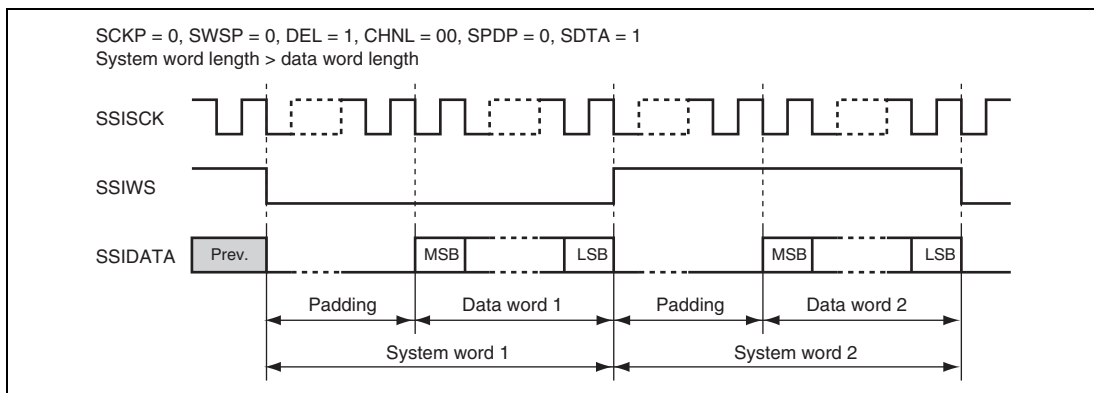 SCKP = 0, SWSP = 0, DEL = 1, CHNL = 00, SPDP = 0, SDTA = 1
System word length > data word length
SSISCK
SSIWS
SSIDATA
Prev.
MSB
LSB
MSB
LSB
Padding
Data word 1
Padding
Data word 2
System word 1
System word 2